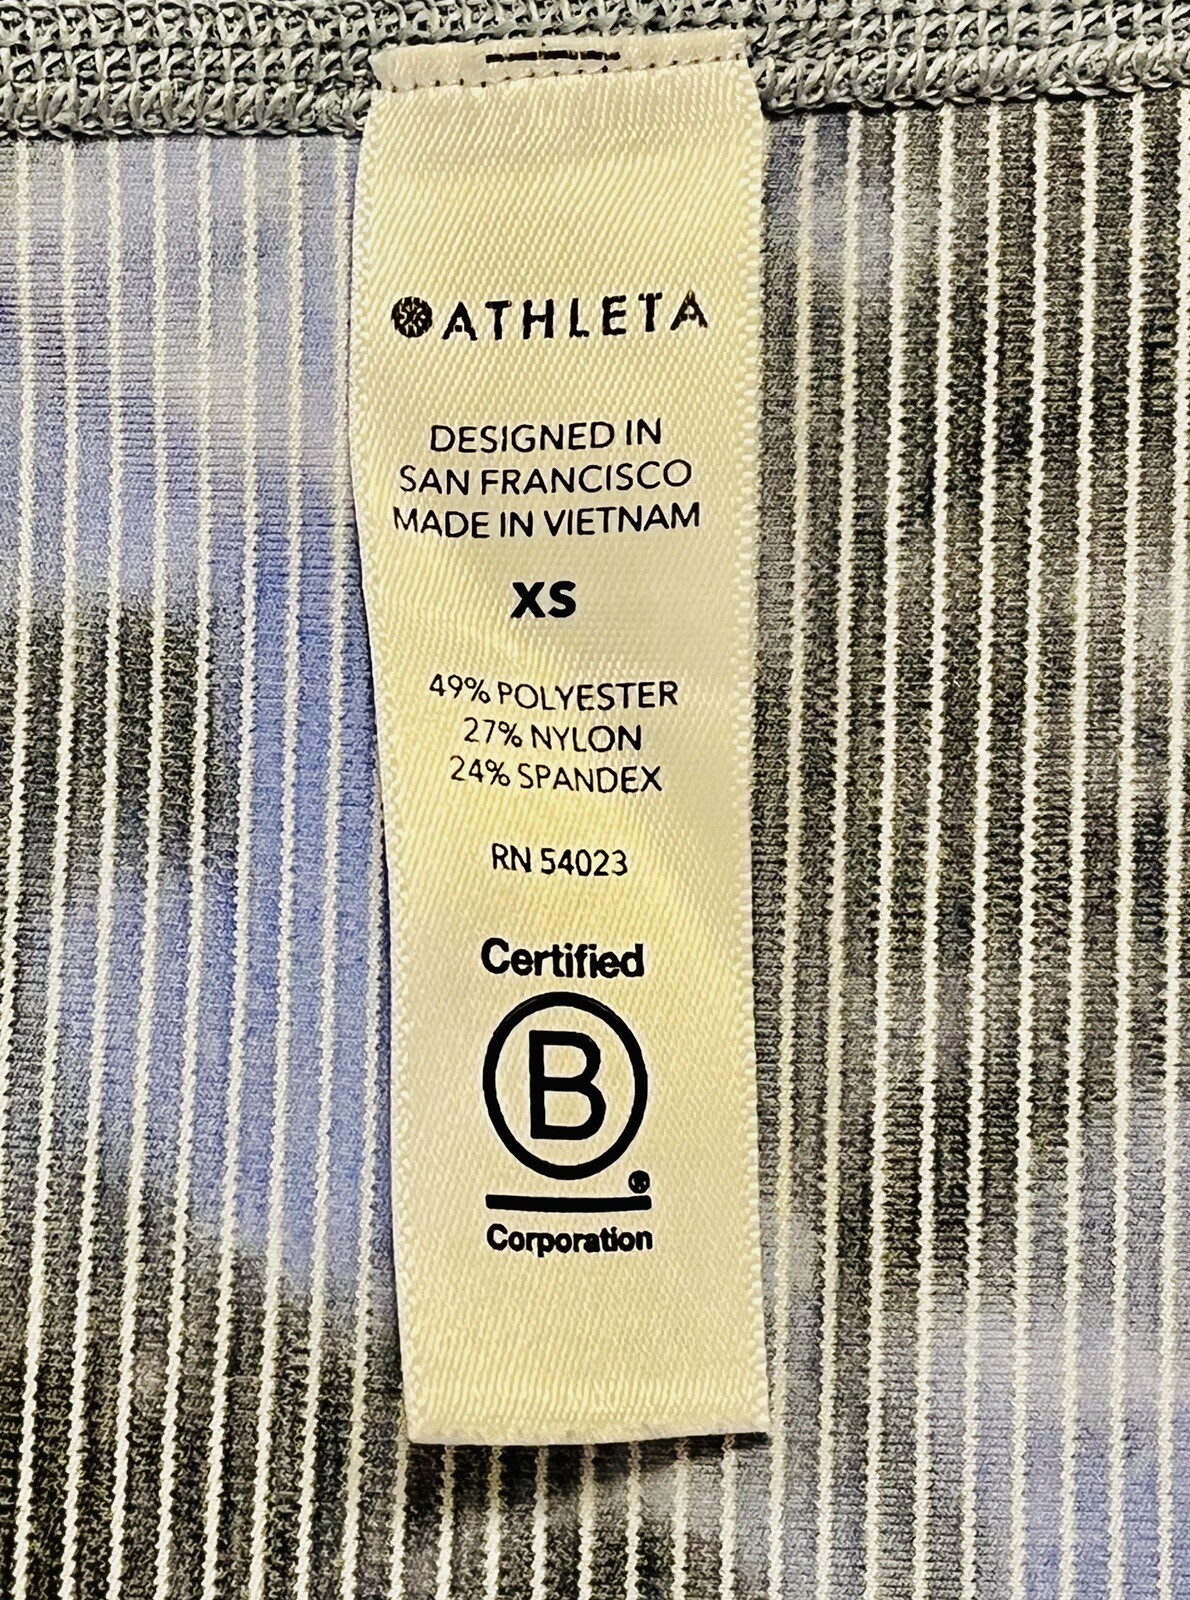 ATHLETA
DESIGNED IN
SAN FRANCISCO
MADE IN VIETNAM
XS
49% POLYESTER
27% NYLON
24% SPANDEX
RN 54023
Certified
B
Corporation